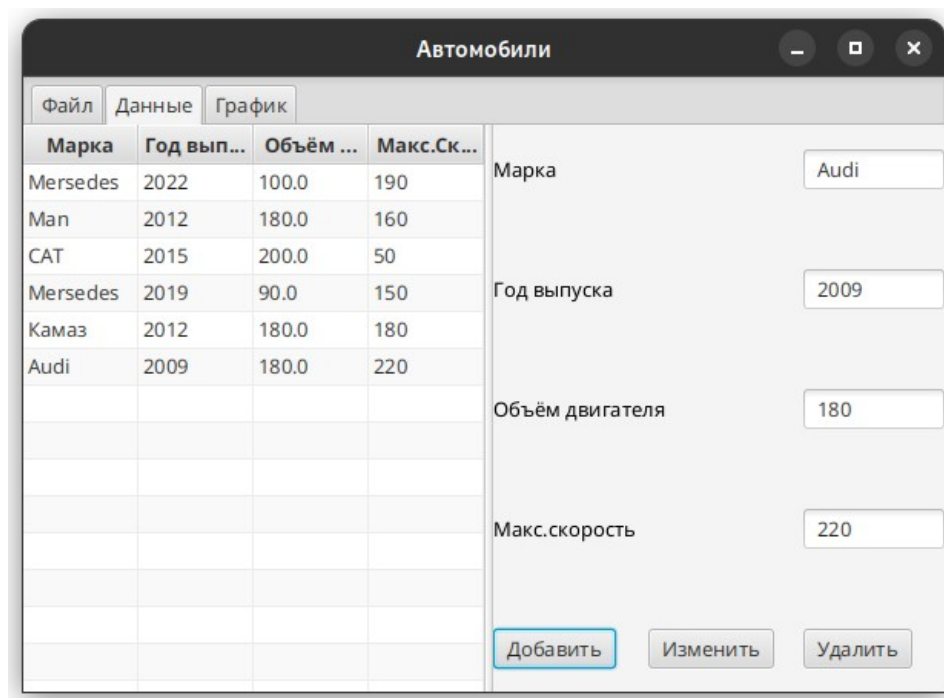 Автомобили
Файл Данные График
Марка Год вып... Объём ... Макс.Ск...
Mersedes 2022 100.0 190
Man 2012 180.0 160
CAT 2015 200.0 50
Mersedes 2019 90.0 150
Камаз 2012 180.0 180
Audi 2009 180.0 220
Марка Audi
Год выпуска 2009
Объём двигателя 180
Макс.скорость 220
Добавить Изменить Удалить